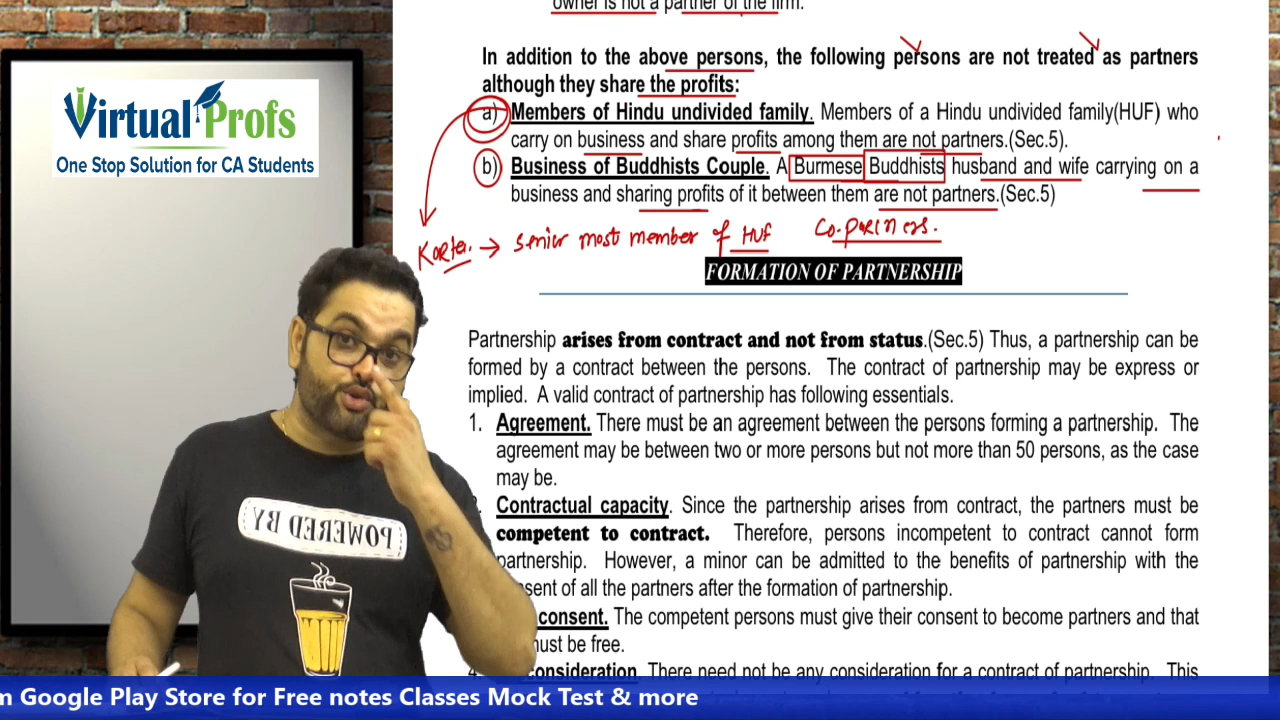 owner is not a partner of the firm.
In addition to the above persons, the following persons are not treated as partners
although they share the profits:
a) Members of Hindu undivided family. Members of a Hindu undivided family(HUF) who
carry on business and share profits among them are not partners.(Sec.5).
b) Business of Buddhists Couple. A Burmese Buddhists husband and wife carrying on a
business and sharing profits of it between them are not partners.(Sec.5)
→ senior most member of HUF
FORMATION OF PARTNERSHIP
Partnership arises from contract and not from status.(Sec.5) Thus, a partnership can be
formed by a contract between the persons. The contract of partnership may be express or
implied. A valid contract of partnership has following essentials.
1. Agreement. There must be an agreement between the persons forming a partnership. The
agreement may be between two or more persons but not more than 50 persons, as the case
may be.
Contractual capacity. Since the partnership arises from contract, the partners must be
competent to contract. Therefore, persons incompetent to contract cannot form
partnership. However, a minor can be admitted to the benefits of partnership with the
sent of all the partners after the formation of partnership.
consent. The competent persons must give their consent to become partners and that
must be free.
4. consideration. There need not be any consideration for a contract of partnership. This
Virtual Profs
One Stop Solution for CA Students
POWERED BY
m Google Play Store for Free notes Classes Mock Test & more